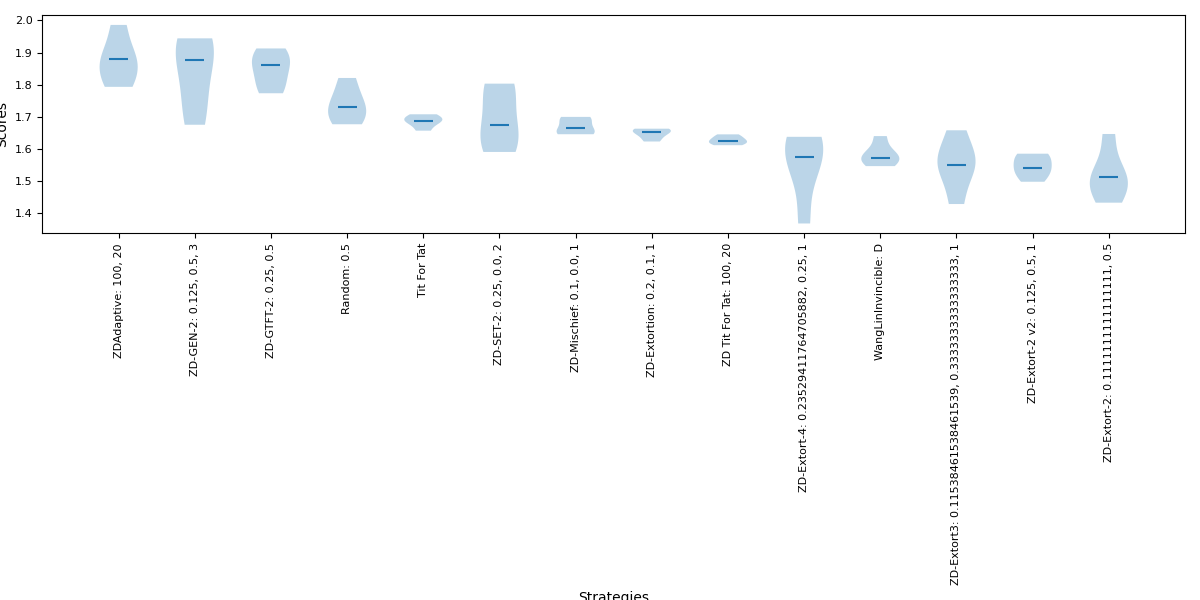 Scores
2.0
1.9
1.8
1.7
1.6
1.5
1.4
ZDAdaptive: 100, 20
ZD-GEN-2: 0.125, 0.5, 3
ZD-GTFT-2: 0.25, 0.5
Random: 0.5
Tit For Tat
ZD-SET-2: 0.25, 0.0, 2
ZD-Mischief: 0.1, 0.0, 1
ZD-Extortion: 0.2, 0.1, 1
ZD Tit For Tat: 100, 20
ZD-Extort-4: 0.23529411764705882, 0.25, 1
WangLinInvincible: D
ZD-Extort3: 0.11538461538461539, 0.3333333333333333, 1
ZD-Extort-2 v2: 0.125, 0.5, 1
ZD-Extort-2: 0.1111111111111111, 0.5
Strategies